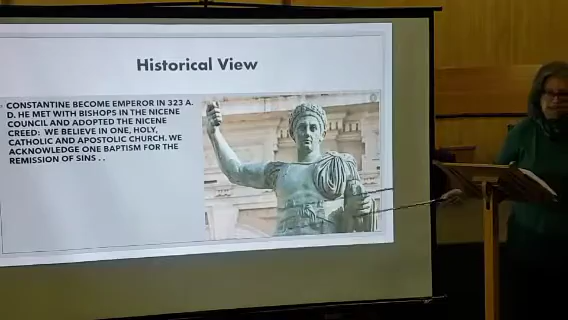 Historical View
CONSTANTINE BECOME EMPEROR IN 323 A.
D. HE MET WITH BISHOPS IN THE NICENE
COUNCIL AND ADOPTED THE NICENE
CREED: WE BELIEVE IN ONE, HOLY,
CATHOLIC AND APOSTOLIC CHURCH. WE
ACKNOWLEDGE ONE BAPTISM FOR THE
REMISSION OF SINS . .